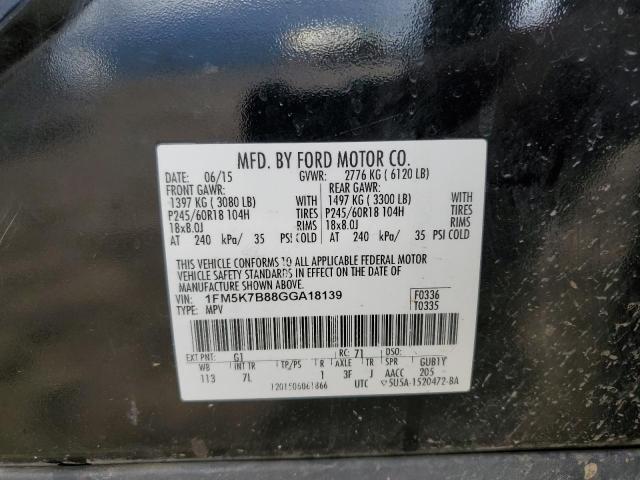 MFD. BY FORD MOTOR CO.
DATE: 06/15 GVWR: 2776 KG ( 6120 LB)
FRONT GAWR: REAR GAWR:
1397 KG ( 3080 LB) WITH 1497 KG ( 3300 LB) WITH
P245/60R18 104H TIRES P245/60R18 104H TIRES
18x8.0J RIMS 18x8.0J RIMS
AT 240 kPa/ 35 PSI COLD AT 240 kPa/ 35 PSI COLD
THIS VEHICLE CONFORMS TO ALL APPLICABLE FEDERAL MOTOR
VEHICLE SAFETY STANDARDS IN EFFECT ON THE DATE OF
MANUFACTURE SHOWN ABOVE.
VIN: 1FM5K7B88GGA18139 F0336
TYPE: MPV T0335
EXT PNT: G1 RC: 71 DSO:
WB INT TR TP/PS R AXLE TR SPR GUB1Y
113 7L 1 3F J AACC 205
1201506061866 UTC 5U5A-1520472-BA